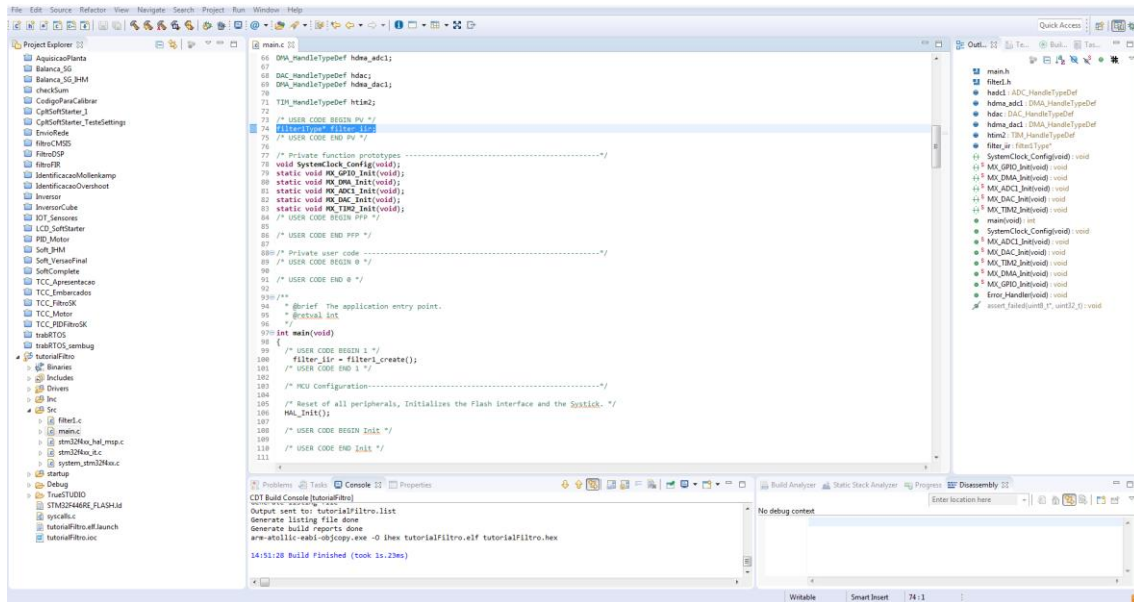 File Edit Source Refactor View Navigate Search Project Run Window Help
Quick Access
Project Explorer
AquisicaoPlanta
Balanca_SG
Balanca_SG_IHM
checkSum
CodigoParaCalibrar
CpltSoftStarter_1
CpltSoftStarter_TesteSettings
EnvioRede
filtroCMSIS
FiltroDSP
filtroFIR
IdentificacaoMollenkamp
IdentificacaoOvershoot
Inversor
InversorCube
IOT_Sensores
LCD_SoftStarter
PID_Motor
Soft_IHM
Soft_VersaoFinal
SoftComplete
TCC_Apresentacao
TCC_Embarcados
TCC_FiltroSK
TCC_Motor
TCC_PIDFiltroSK
trabRTOS
trabRTOS_sembug
tutorialFiltro
Binaries
Includes
Drivers
Inc
Src
filter1.c
main.c
stm32f4xx_hal_msp.c
stm32f4xx_it.c
system_stm32f4xx.c
startup
Debug
TrueSTUDIO
STM32F446RE_FLASH.ld
syscalls.c
tutorialFiltro.elf.launch
tutorialFiltro.ioc
main.c
66 DMA_HandleTypeDef hdma_adc1;
67
68 DAC_HandleTypeDef hdac;
69 DMA_HandleTypeDef hdma_dac1;
70
71 TIM_HandleTypeDef htim2;
72
73 /* USER CODE BEGIN PV */
74 filter1Type* filter_iir;
75 /* USER CODE END PV */
76
77 /* Private function prototypes -----------------------------------------------*/
78 void SystemClock_Config(void);
79 static void MX_GPIO_Init(void);
80 static void MX_DMA_Init(void);
81 static void MX_ADC1_Init(void);
82 static void MX_DAC_Init(void);
83 static void MX_TIM2_Init(void);
84 /* USER CODE BEGIN PFP */
85
86 /* USER CODE END PFP */
87
88 /* Private user code ---------------------------------------------------------*/
89 /* USER CODE BEGIN 0 */
90
91 /* USER CODE END 0 */
92
93 /**
94 * @brief The application entry point.
95 * @retval int
96 */
97 int main(void)
98 {
99 /* USER CODE BEGIN 1 */
100 filter_iir = filter1_create();
101 /* USER CODE END 1 */
102
103 /* MCU Configuration--------------------------------------------------------*/
104
105 /* Reset of all peripherals, Initializes the Flash interface and the Systick. */
106 HAL_Init();
107
108 /* USER CODE BEGIN Init */
109
110 /* USER CODE END Init */
111
Outl... Ta... Buil... Tas...
main.h
filter1.h
hadc1 : ADC_HandleTypeDef
hdma_adc1 : DMA_HandleTypeDef
hdac : DAC_HandleTypeDef
hdma_dac1 : DMA_HandleTypeDef
htim2 : TIM_HandleTypeDef
filter_iir : filter1Type*
SystemClock_Config(void) : void
MX_GPIO_Init(void) : void
MX_DMA_Init(void) : void
MX_ADC1_Init(void) : void
MX_DAC_Init(void) : void
MX_TIM2_Init(void) : void
main(void) : int
SystemClock_Config(void) : void
MX_ADC1_Init(void) : void
MX_DAC_Init(void) : void
MX_TIM2_Init(void) : void
MX_DMA_Init(void) : void
MX_GPIO_Init(void) : void
Error_Handler(void) : void
assert_failed(uint8_t*, uint32_t) : void
Problems Tasks Console Properties
CDT Build Console [tutorialFiltro]
Output sent to: tutorialFiltro.list
Generate listing file done
Generate build reports done
arm-atollic-eabi-objcopy.exe -O ihex tutorialFiltro.elf tutorialFiltro.hex
14:51:28 Build Finished (took 1s.23ms)
Build Analyzer Static Stack Analyzer Progress Disassembly
Enter location here
No debug context
Writable Smart Insert 74 : 1